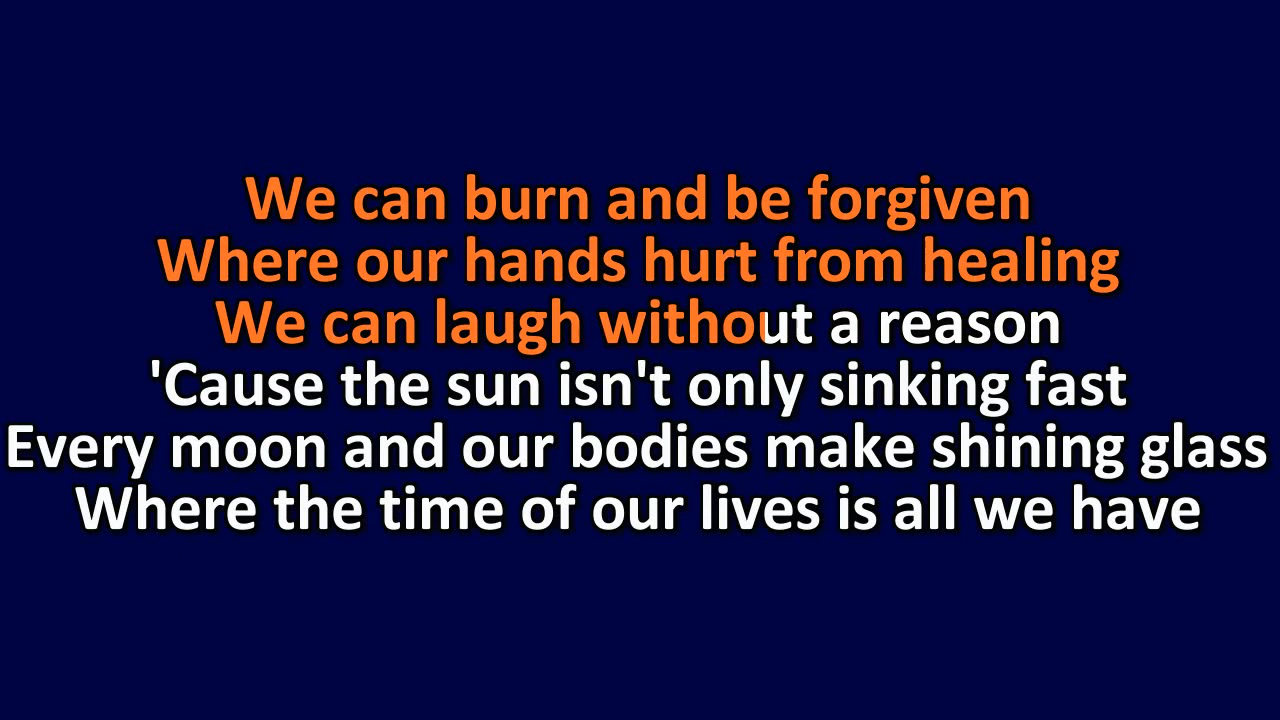 We can burn and be forgiven
Where our hands hurt from healing
We can laugh without a reason
'Cause the sun isn't only sinking fast
Every moon and our bodies make shining glass
Where the time of our lives is all we have